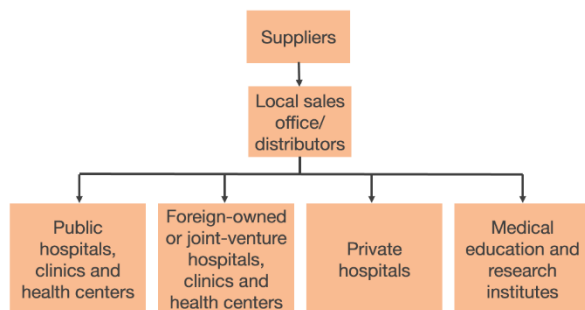 Suppliers
Local sales
office/
distributors
Public
hospitals,
clinics and
health centers
Foreign-owned
or joint-venture
hospitals,
clinics and
health centers
Private
hospitals
Medical
education and
research
institutes